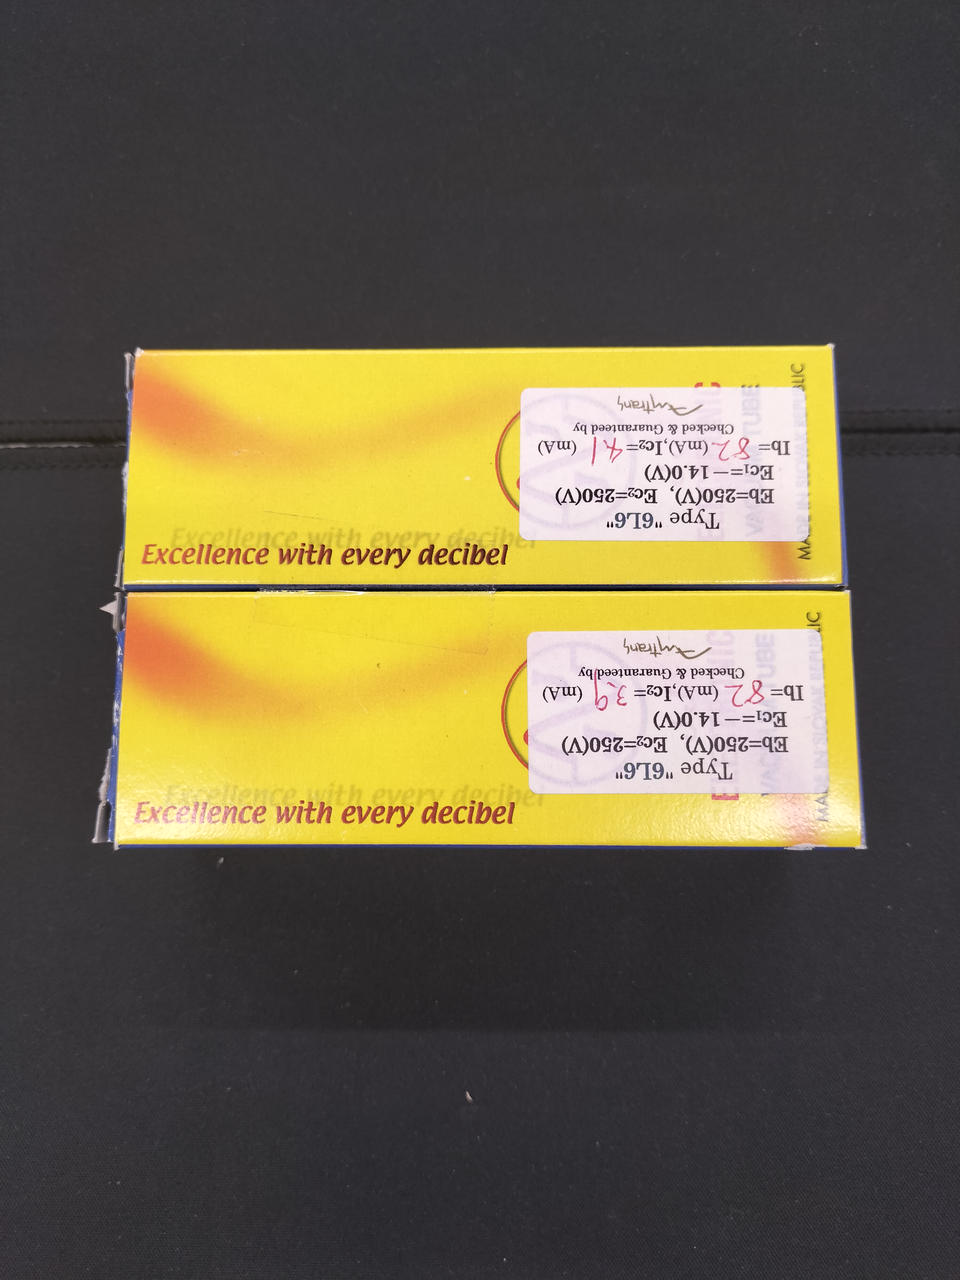 Type "6L6"
Eb=250(V), Ec2=250(V)
Ec1=−14.0(V)
Ib= 82 (mA),Ic2= 4.1 (mA)
Checked & Guaranteed by
Excellence with every decibel
Type "6L6"
Eb=250(V), Ec2=250(V)
Ec1=−14.0(V)
Ib= 82 (mA),Ic2= 3.9 (mA)
Checked & Guaranteed by
Excellence with every decibel